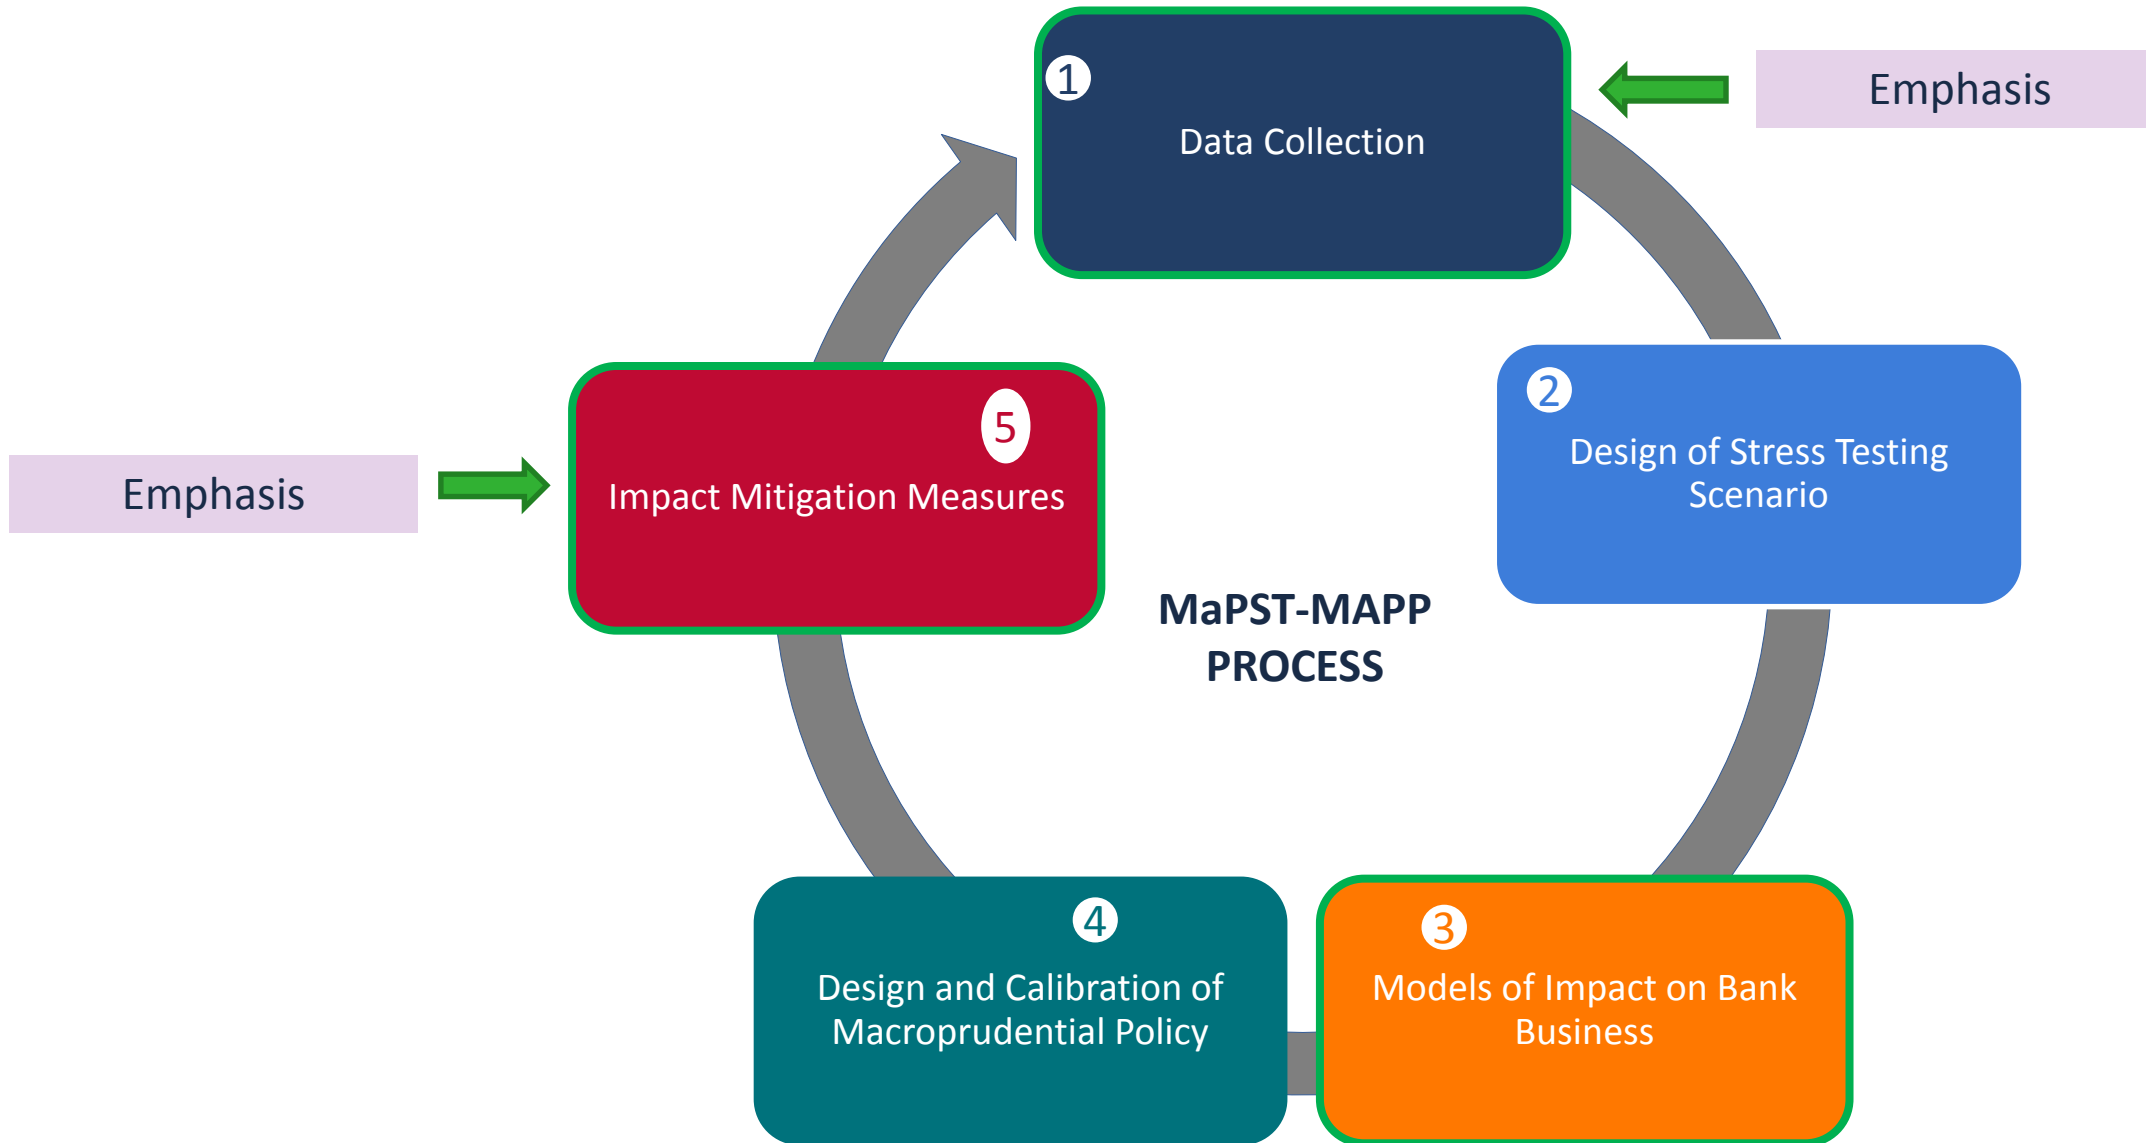 1
Data Collection
Emphasis
2
Design of Stress Testing
Scenario
5
Impact Mitigation Measures
Emphasis
MaPST-MAPP
PROCESS
4
Design and Calibration of
Macroprudential Policy
3
Models of Impact on Bank
Business